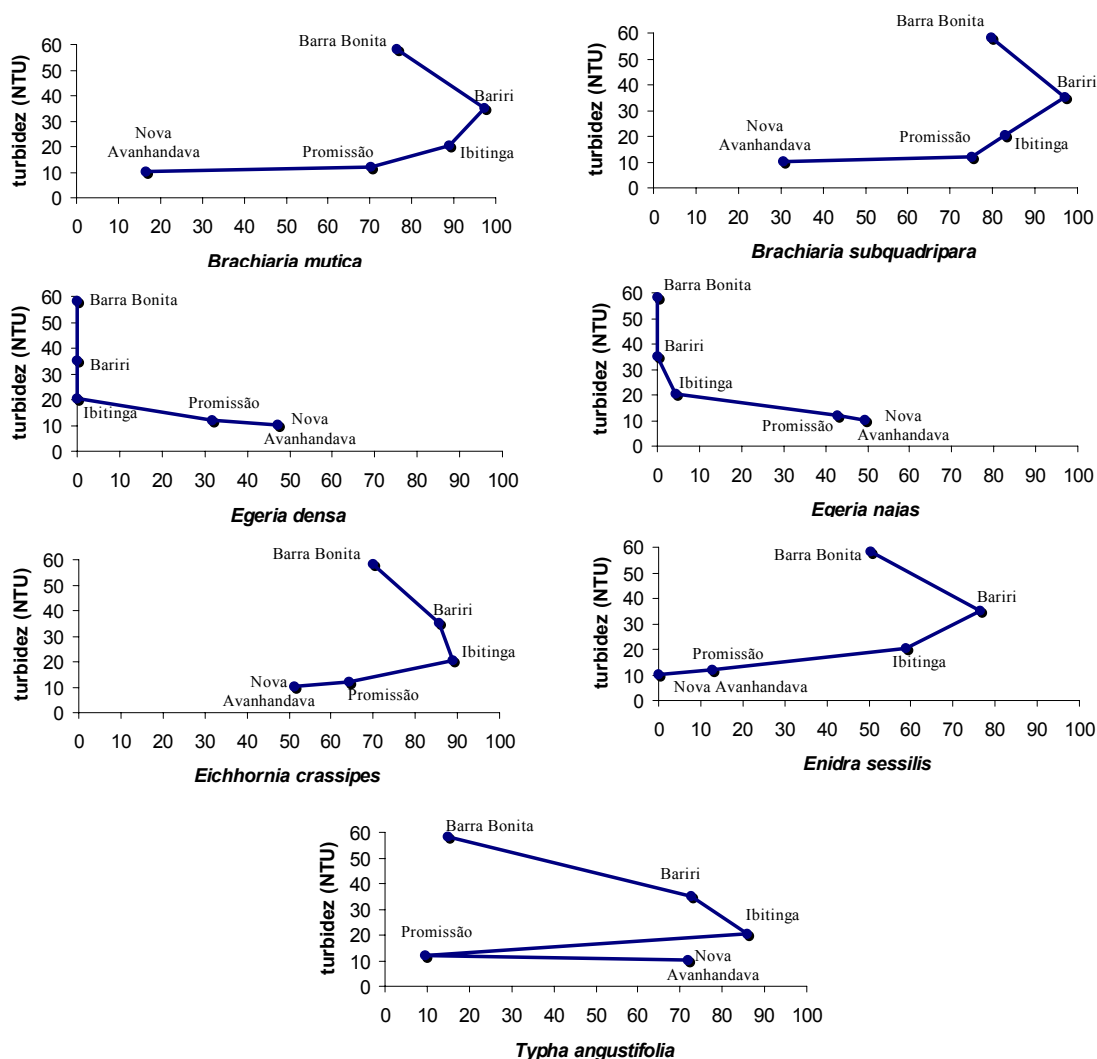 Barra Bonita
turbidez (NTU)
60
50
40
30
20
10
0
Bariri
Nova
Avanhandava
Promissão
Ibitinga
0 10 20 30 40 50 60 70 80 90 100
Brachiaria mutica
Barra Bonita
turbidez (NTU)
60
50
40
30
20
10
0
Bariri
Nova
Avanhandava
Promissão
Ibitinga
0 10 20 30 40 50 60 70 80 90 100
Brachiaria subquadripara
turbidez (NTU)
60
50
40
30
20
10
0
Barra Bonita
Bariri
Ibitinga
Promissão
Nova
Avanhandava
0 10 20 30 40 50 60 70 80 90 100
Egeria densa
turbidez (NTU)
60
50
40
30
20
10
0
Barra Bonita
Bariri
Ibitinga
Promissão
Nova
Avanhandava
0 10 20 30 40 50 60 70 80 90 100
Egeria najas
turbidez (NTU)
60
50
40
30
20
10
0
Barra Bonita
Bariri
Ibitinga
Nova
Avanhandava
Promissão
0 10 20 30 40 50 60 70 80 90 100
Eichhornia crassipes
turbidez (NTU)
60
50
40
30
20
10
0
Barra Bonita
Bariri
Promissão
Ibitinga
Nova Avanhandava
0 10 20 30 40 50 60 70 80 90 100
Enidra sessilis
turbidez (NTU)
60
50
40
30
20
10
0
Barra Bonita
Bariri
Ibitinga
Promissão
Nova
Avanhandava
0 10 20 30 40 50 60 70 80 90 100
Typha angustifolia